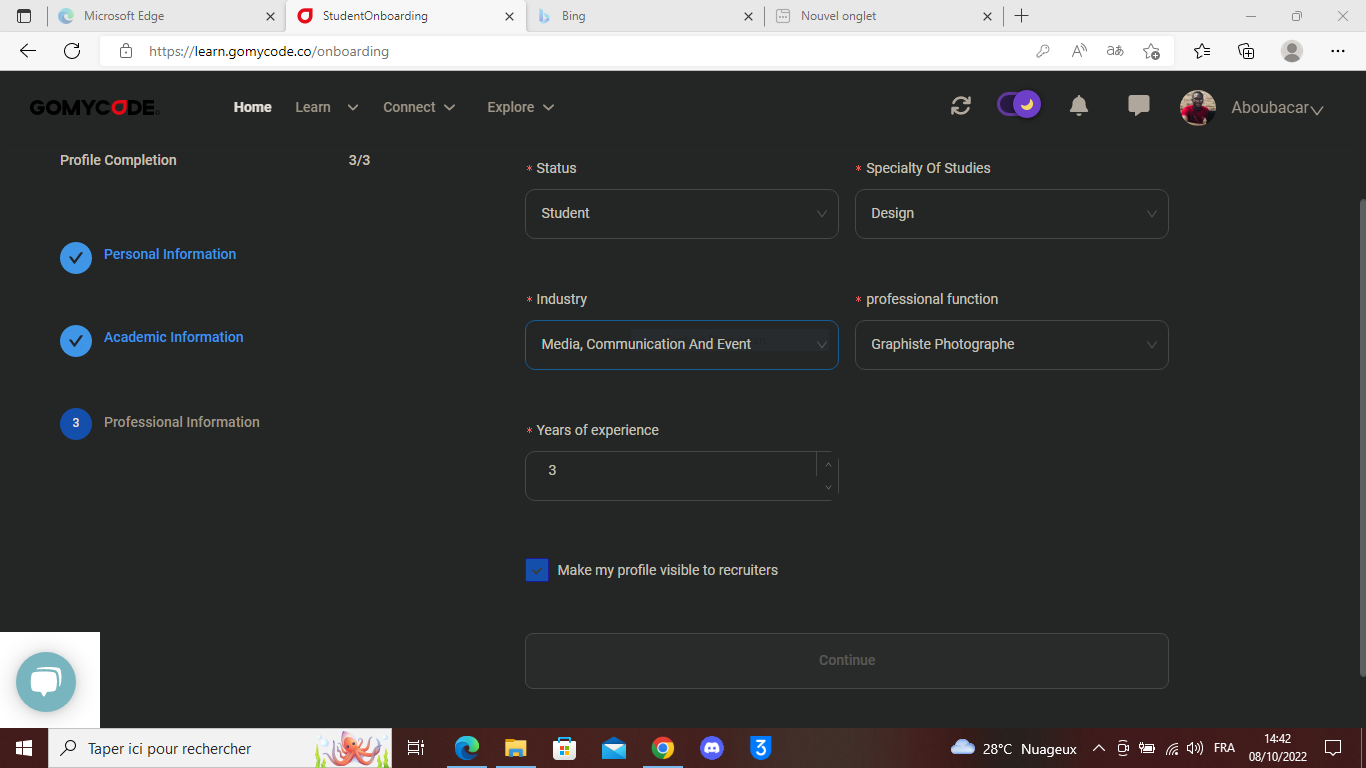 Microsoft Edge
StudentOnboarding
Bing
Nouvel onglet
https://learn.gomycode.co/onboarding
GOMYCODE
Home
Learn
Connect
Explore
Aboubacar
Profile Completion
3/3
Personal Information
Academic Information
3
Professional Information
* Status
* Specialty Of Studies
Student
Design
* Industry
* professional function
Media, Communication And Event
Graphiste Photographe
* Years of experience
3
Make my profile visible to recruiters
Continue
Taper ici pour rechercher
3
28°C Nuageux
FRA
14:42
08/10/2022